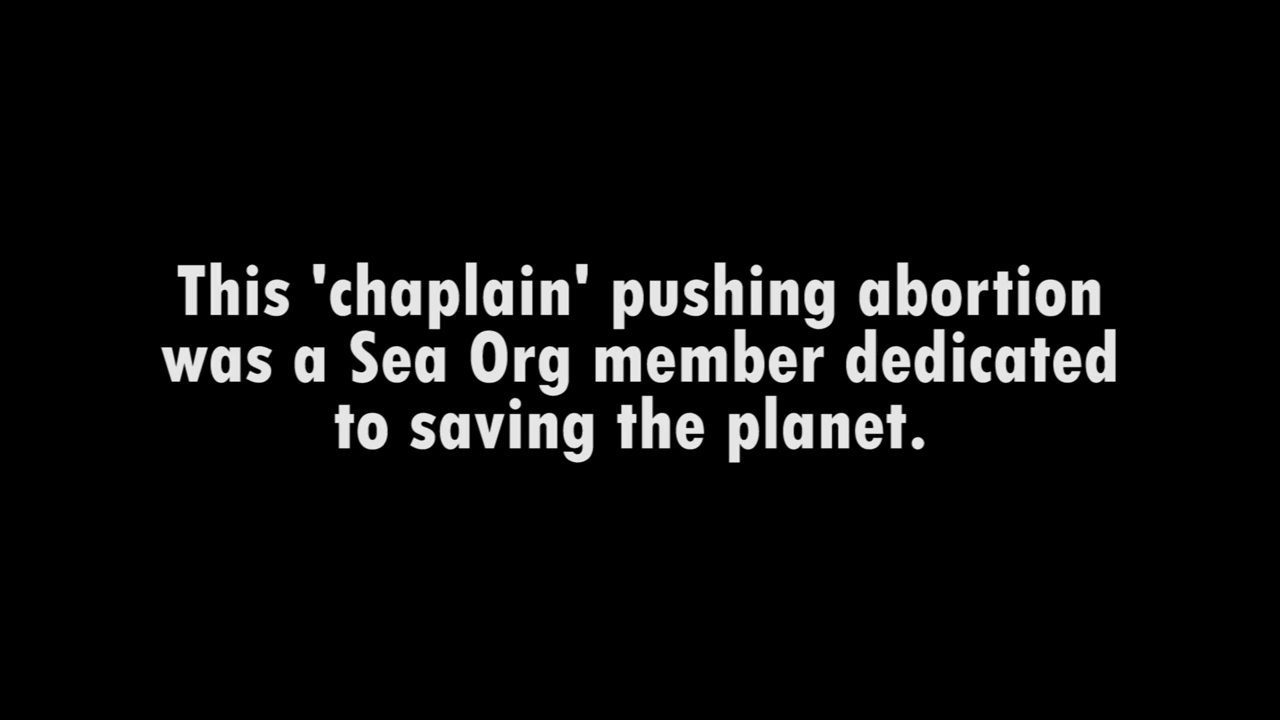 This 'chaplain' pushing abortion
was a Sea Org member dedicated
to saving the planet.